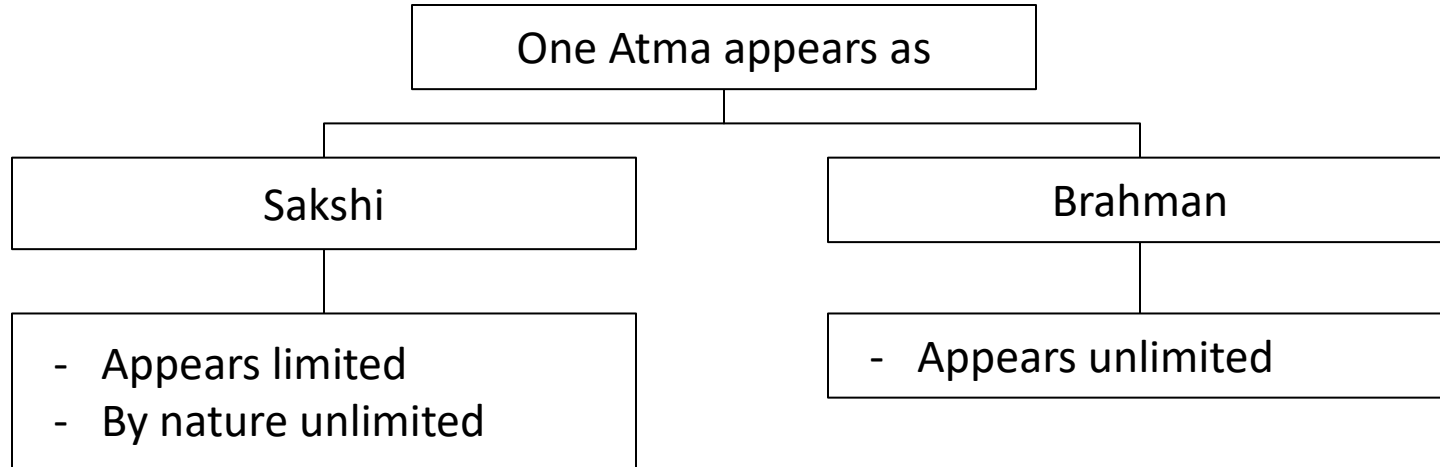 One Atma appears as
Sakshi
Brahman
- Appears limited
- By nature unlimited
- Appears unlimited